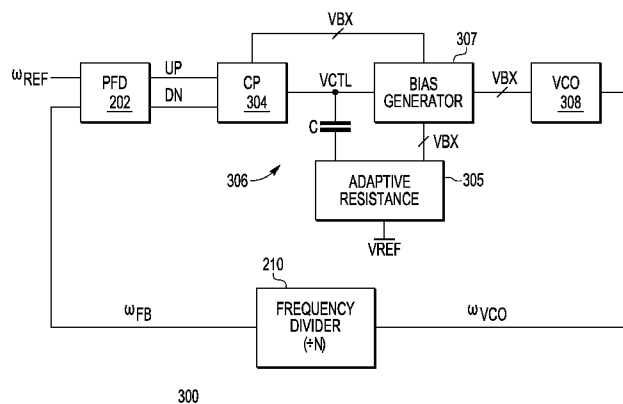 VBX
307
ωREF
PFD
202
UP
DN
CP
304
VCTL
BIAS
GENERATOR
VBX
VCO
308
C
VBX
306
ADAPTIVE
RESISTANCE
305
VREF
210
ωFB
FREQUENCY
DIVIDER
(÷N)
ωVCO
300